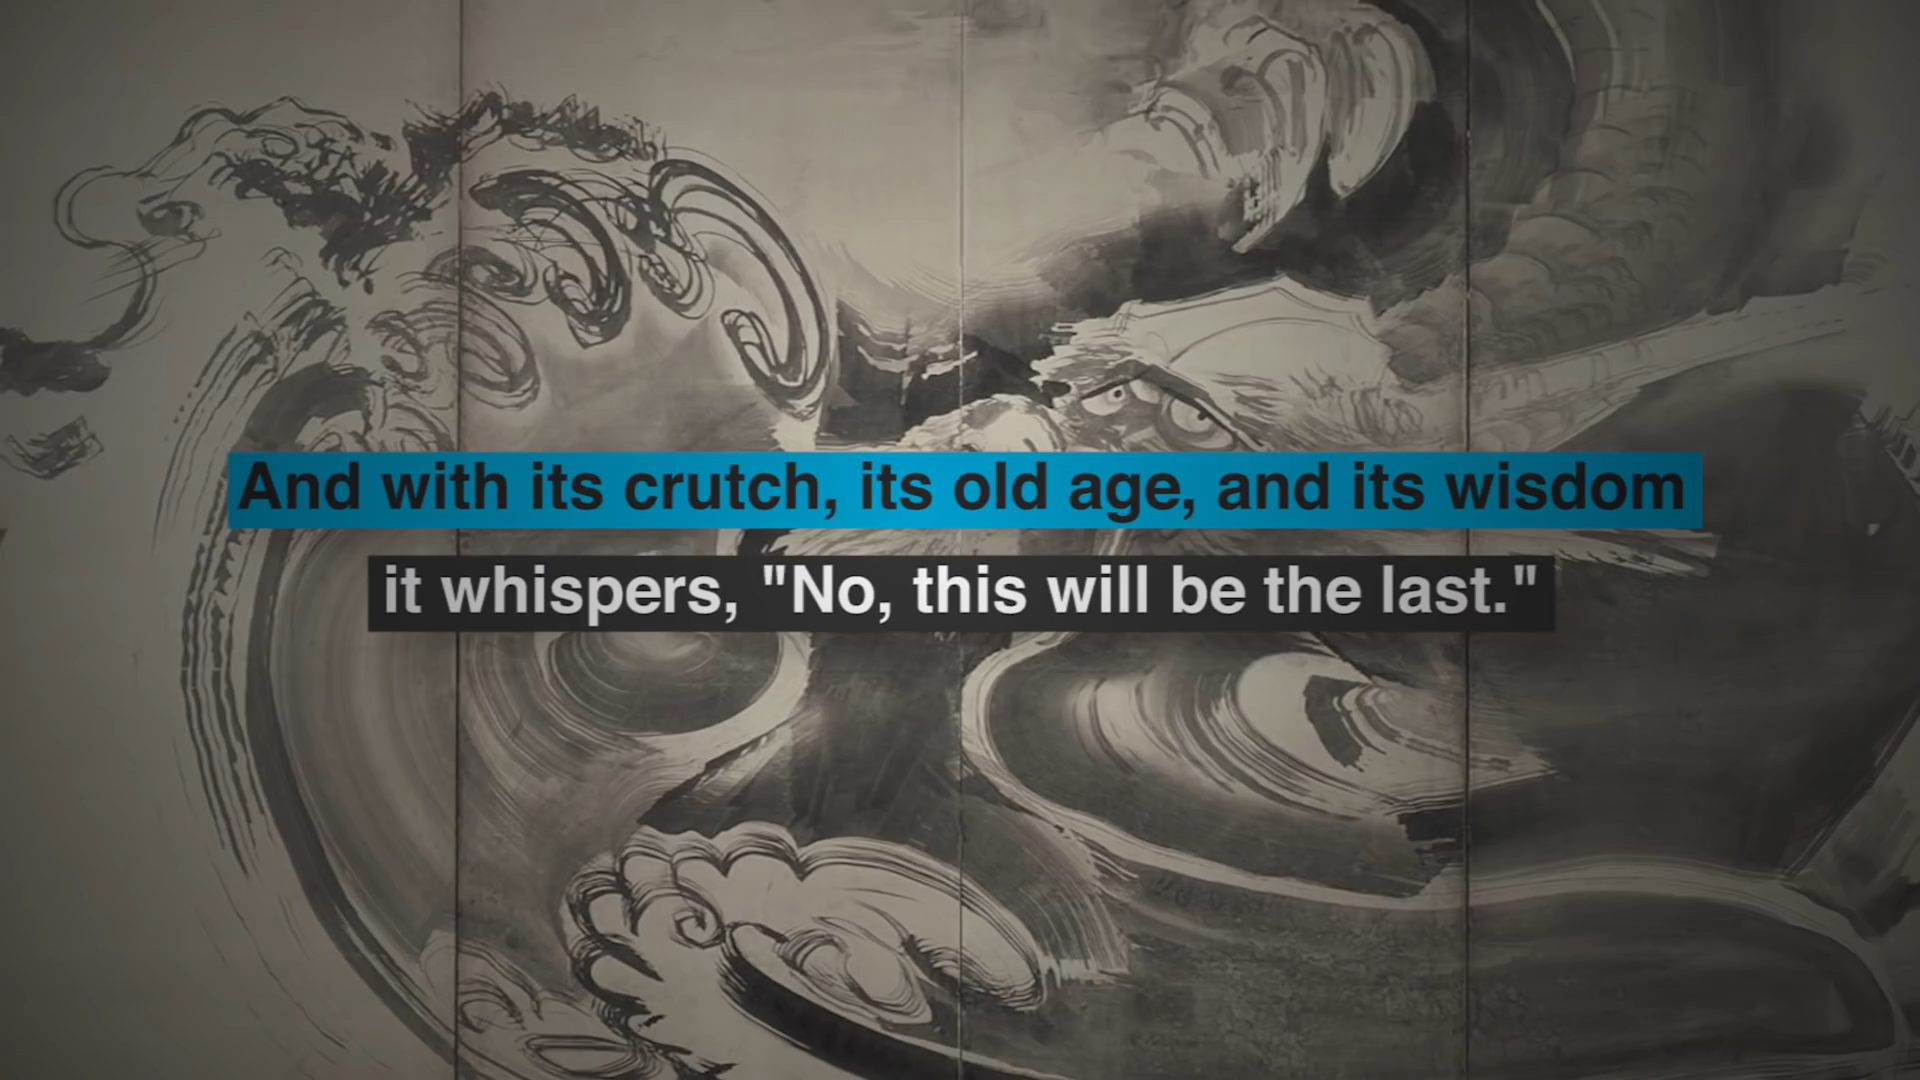 And with its crutch, its old age, and its wisdom
it whispers, "No, this will be the last."